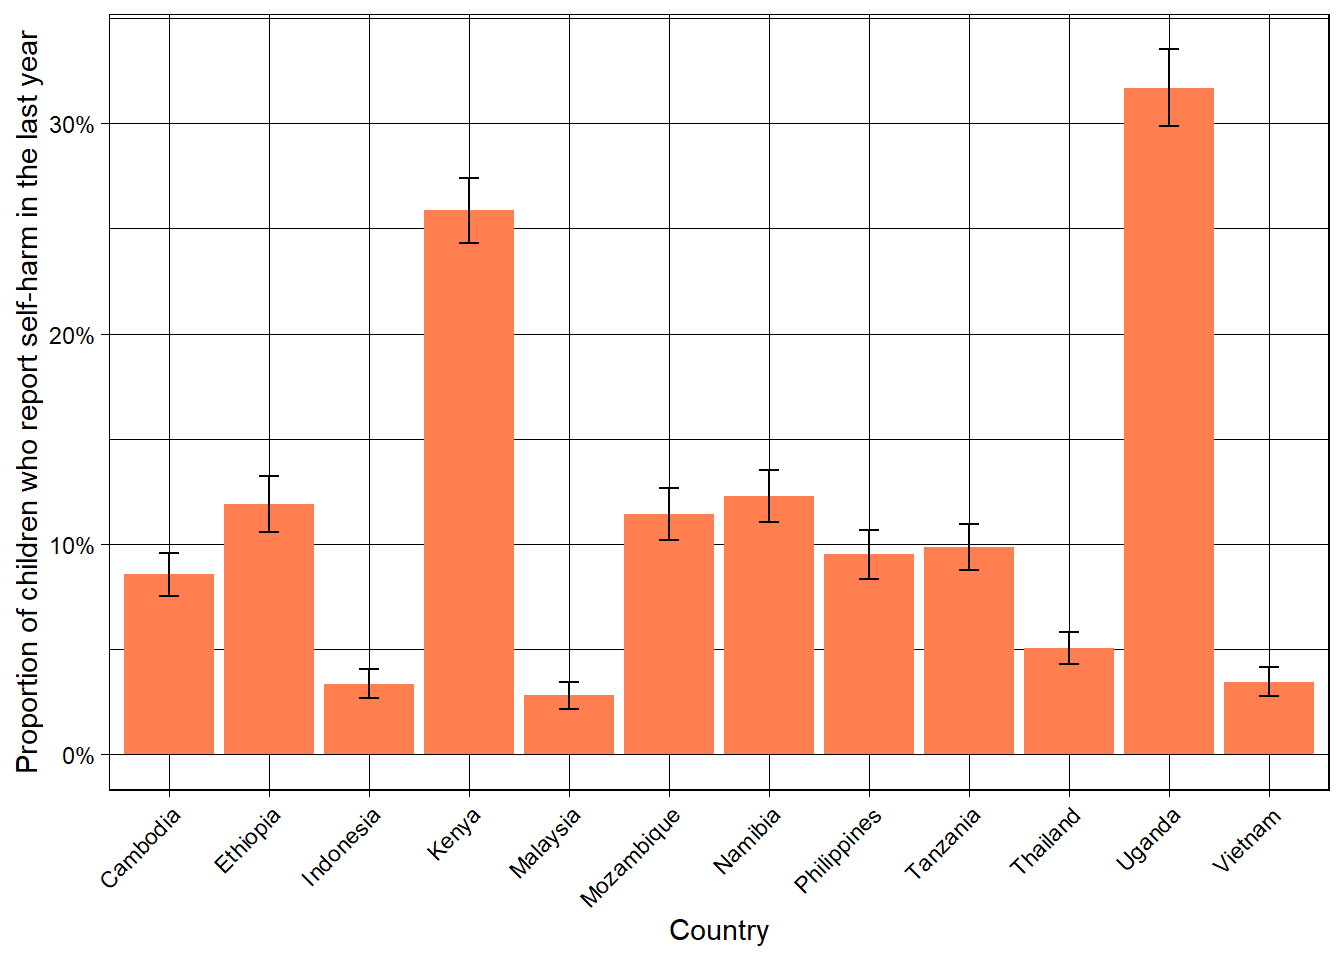 Proportion of children who report self-harm in the last year
30%
20%
10%
0%
Cambodia
Ethiopia
Indonesia
Kenya
Malaysia
Mozambique
Namibia
Philippines
Tanzania
Thailand
Uganda
Vietnam
Country